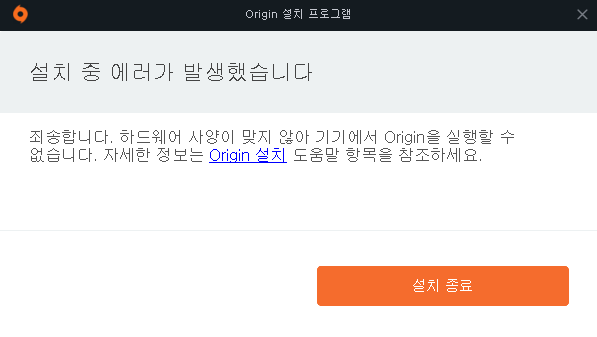 Origin 설치 프로그램
설치 중 에러가 발생했습니다
죄송합니다. 하드웨어 사양이 맞지 않아 기기에서 Origin을 실행할 수
없습니다. 자세한 정보는 Origin 설치 도움말 항목을 참조하세요.
설치 종료